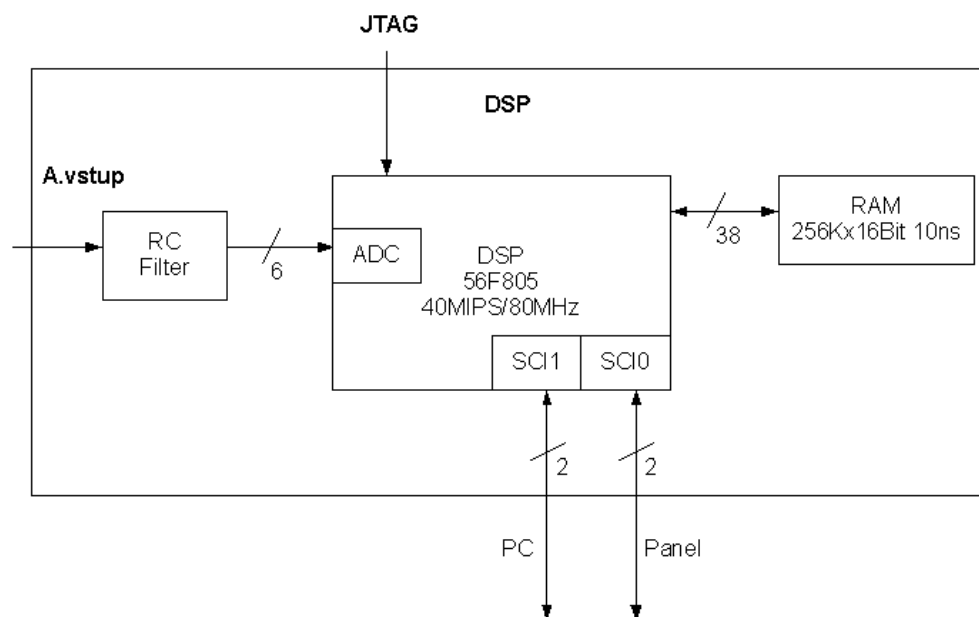 JTAG
DSP
A.vstup
RC
Filter
6
ADC
DSP
56F805
40MIPS/80MHz
38
RAM
256Kx16Bit 10ns
SCI1
SCI0
2
2
PC
Panel